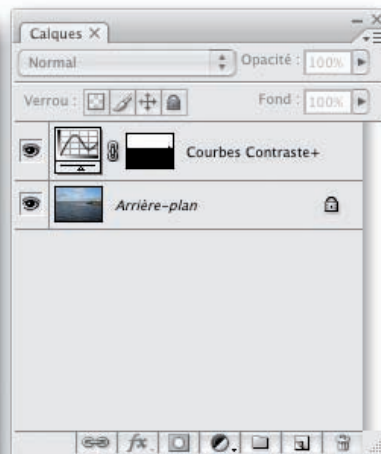 Calques ×
Normal Opacité : 100%
Verrou : Fond : 100%
Courbes Contraste+
Arrière-plan
fx.